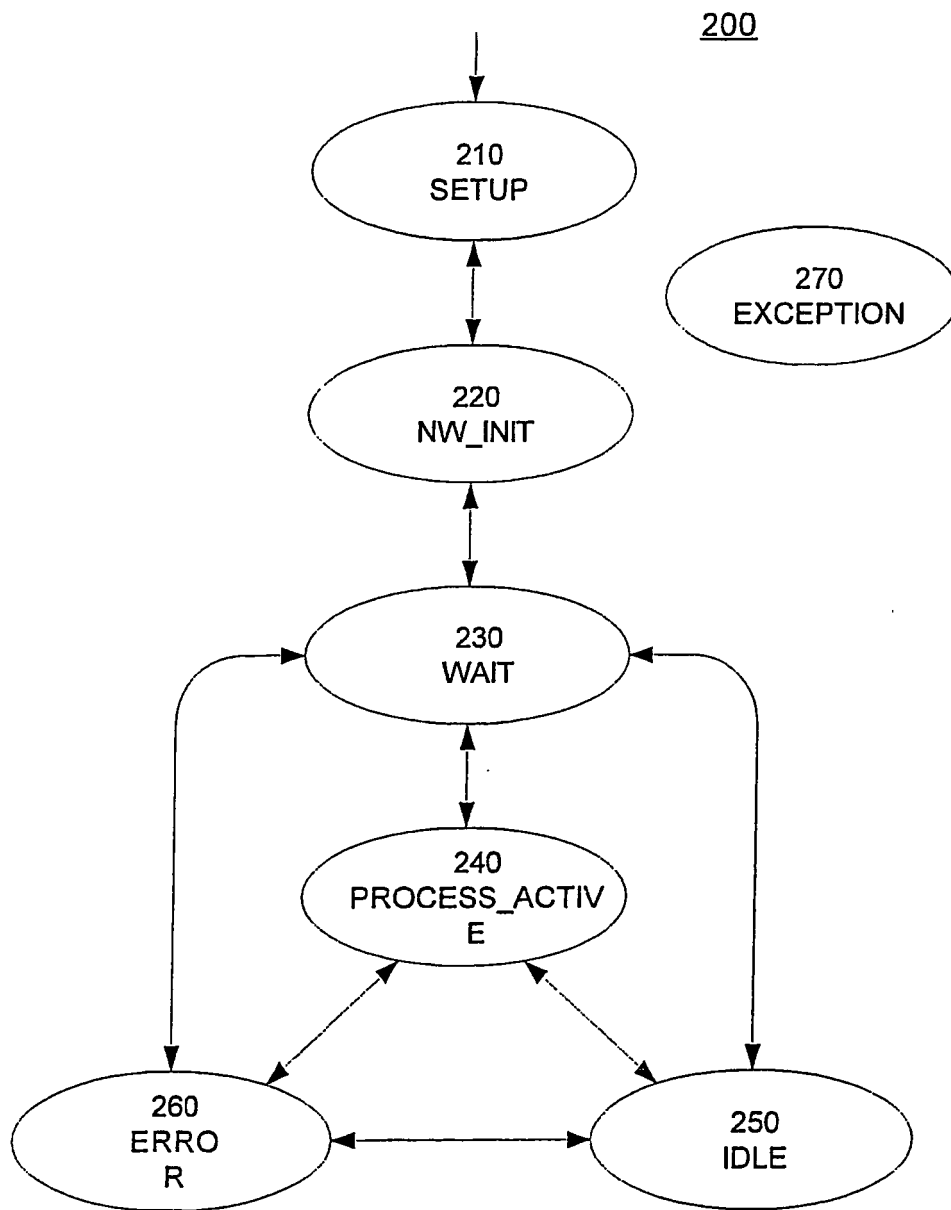 200
210
SETUP
270
EXCEPTION
220
NW_INIT
230
WAIT
240
PROCESS_ACTIV
E
260
ERRO
R
250
IDLE